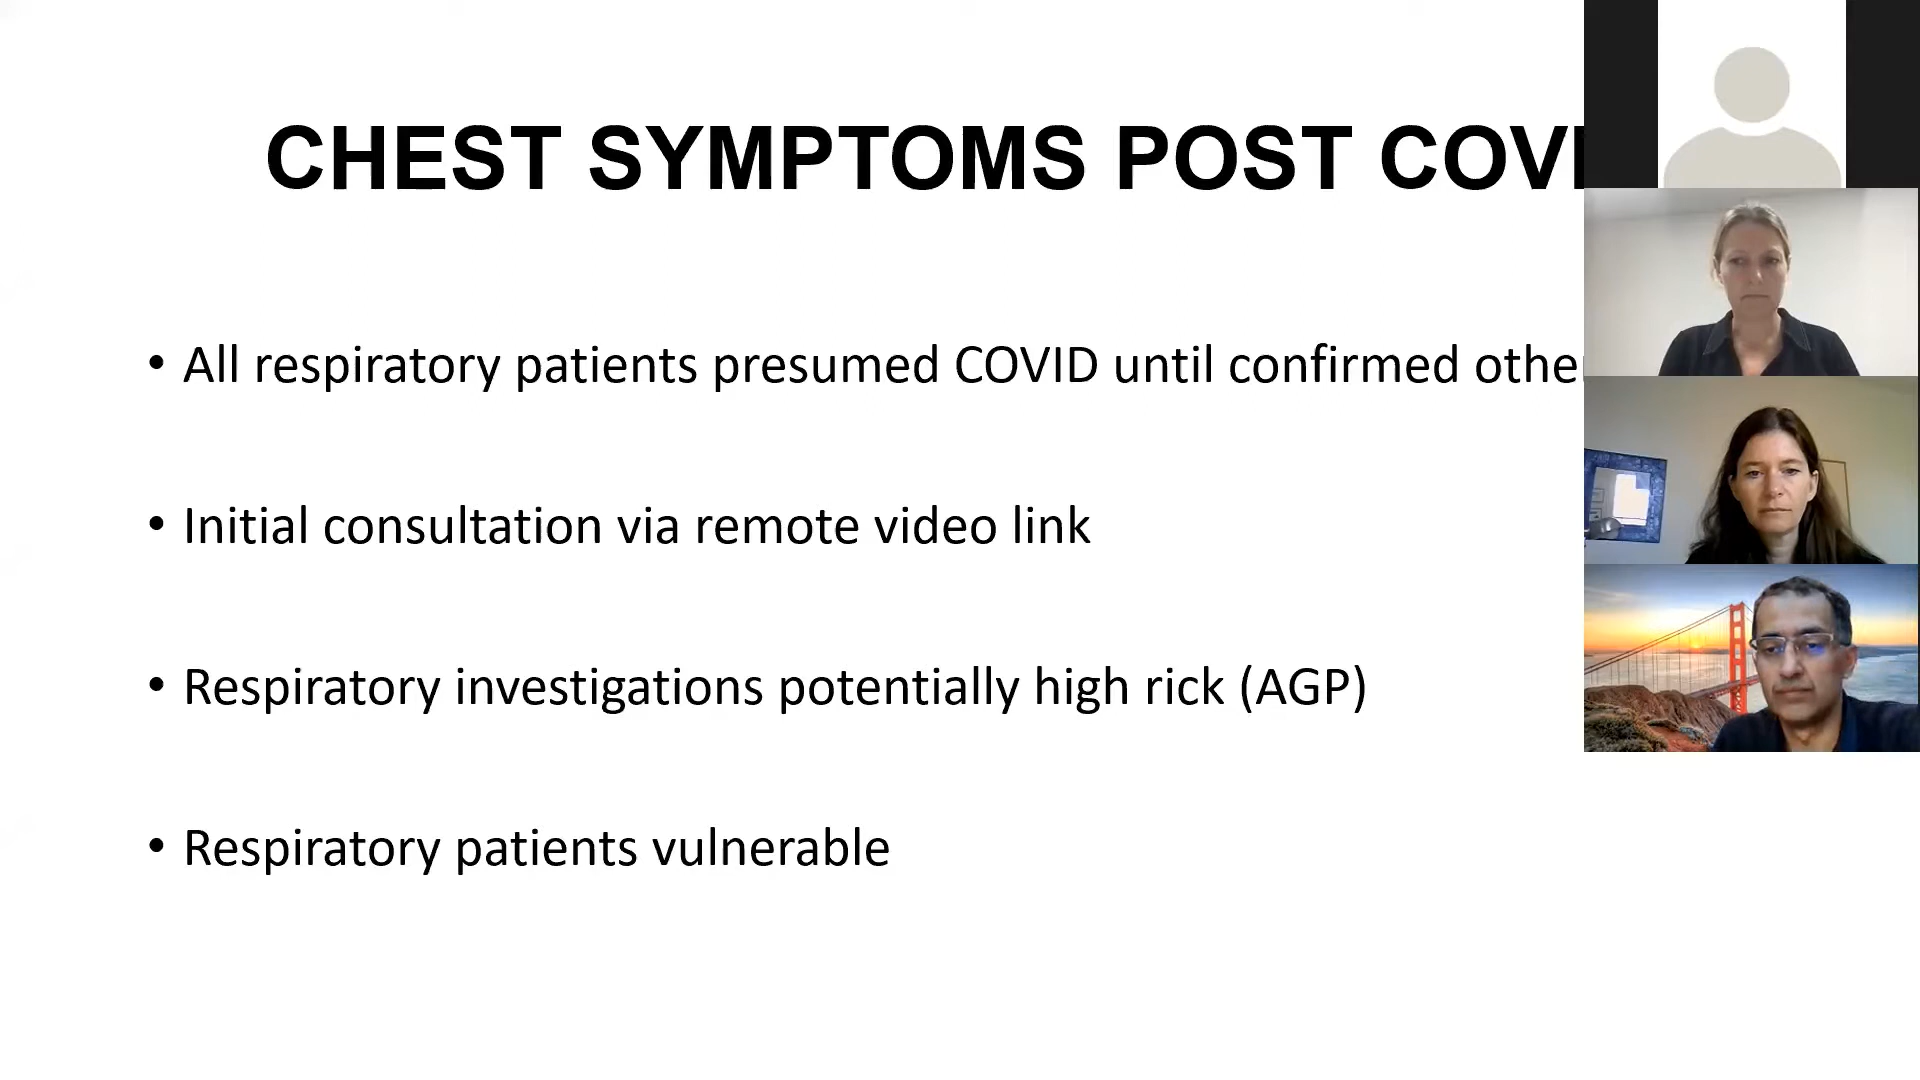 CHEST SYMPTOMS POST COV
• All respiratory patients presumed COVID until confirmed othe
• Initial consultation via remote video link
• Respiratory investigations potentially high rick (AGP)
• Respiratory patients vulnerable